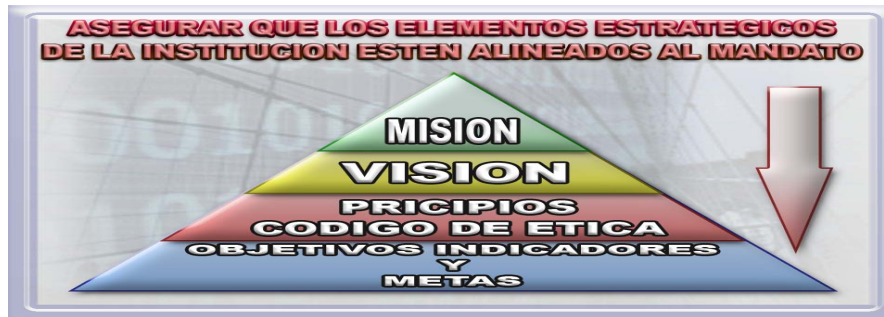 ASEGURAR QUE LOS ELEMENTOS ESTRATEGICOS
DE LA INSTITUCION ESTEN ALINEADOS AL MANDATO
MISION
VISION
PRICIPIOS
CODIGO DE ETICA
OBJETIVOS INDICADORES
Y
METAS